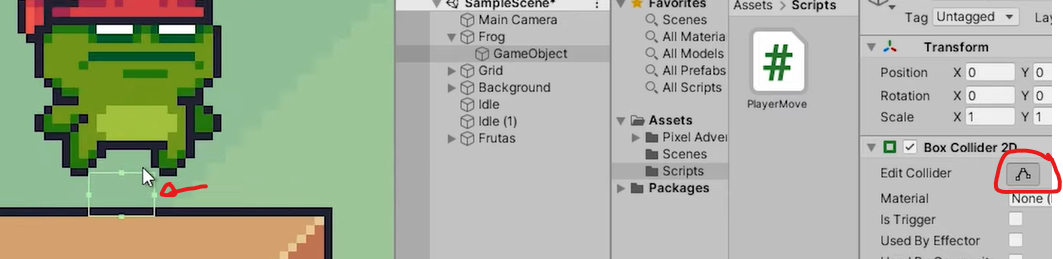 SampleScene*
Main Camera
Frog
GameObject
Grid
Background
Idle
Idle (1)
Frutas
Favorites
Scenes
All Materia
All Models
All Prefabs
All Scripts
Assets
Pixel Adver
Scenes
Scripts
Packages
Assets > Scripts
#
PlayerMove
Tag Untagged Lay
Transform
Position X 0 Y 0
Rotation X 0 Y 0
Scale X 1 Y 1
Box Collider 2D
Edit Collider
Material None (
Is Trigger
Used By Effector